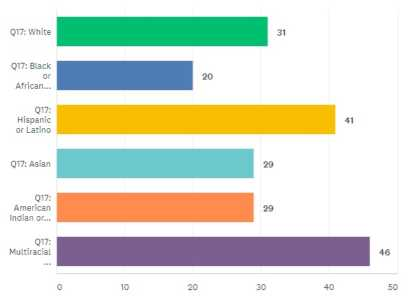 Q17: White
31
Q17: Black
or
African...
20
Q17:
Hispanic
or Latino
41
Q17: Asian
29
Q17:
American
Indian or...
29
Q17:
Multiracial
...
46
0 10 20 30 40 50